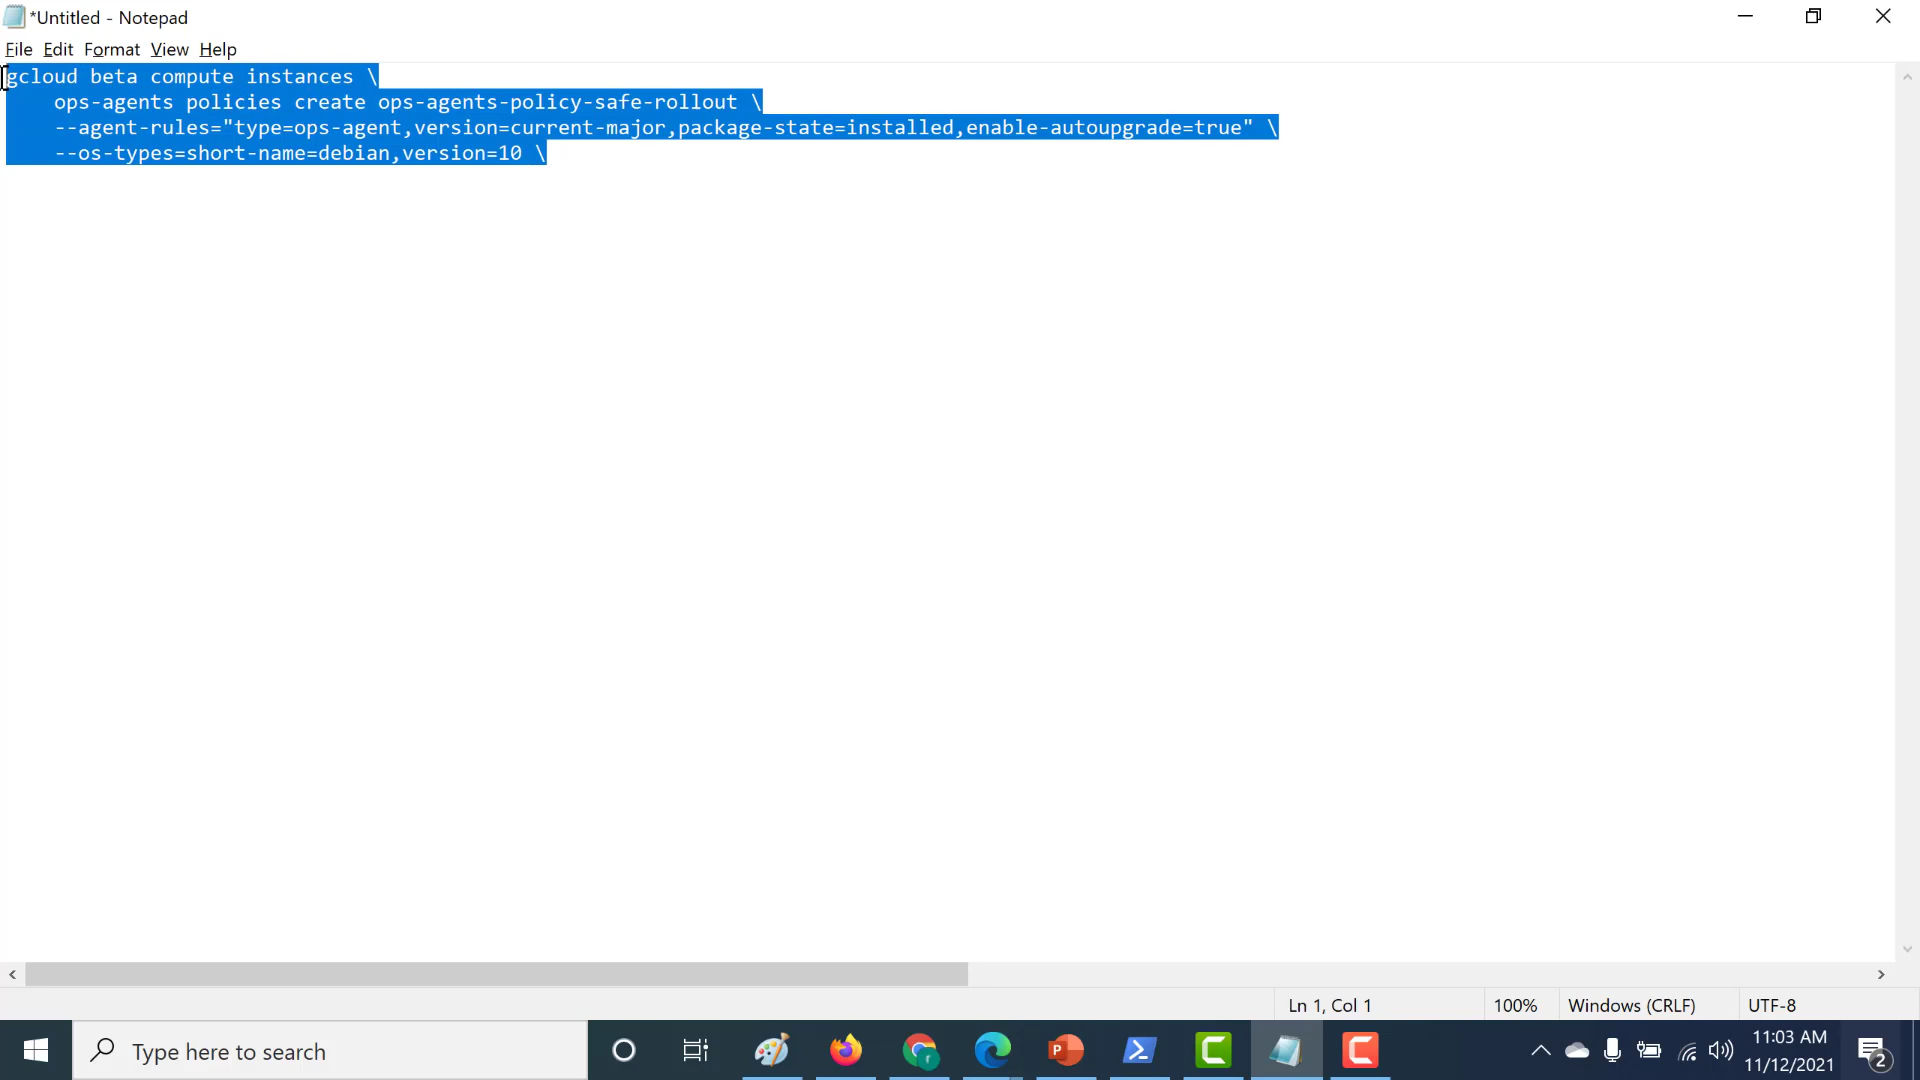 *Untitled - Notepad
File Edit Format View Help
gcloud beta compute instances \
    ops-agents policies create ops-agents-policy-safe-rollout \
    --agent-rules="type=ops-agent,version=current-major,package-state=installed,enable-autoupgrade=true" \
    --os-types=short-name=debian,version=10 \
Ln 1, Col 1 100% Windows (CRLF) UTF-8
Type here to search
11:03 AM
11/12/2021
2